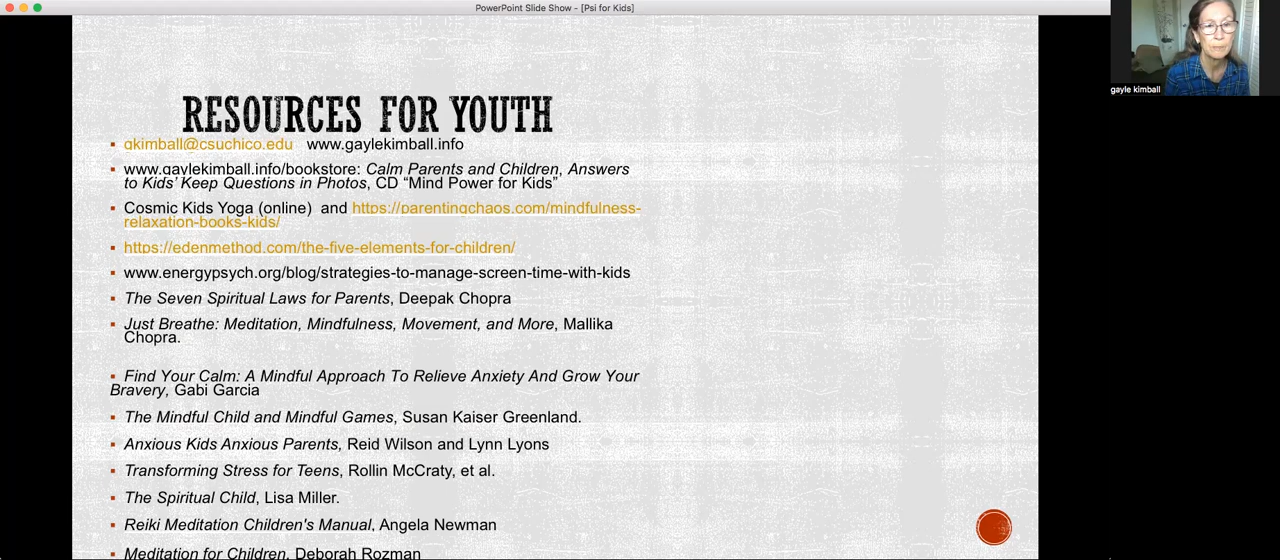 PowerPoint Slide Show - [Psi for Kids]
gayle kimball
RESOURCES FOR YOUTH
gkimball@csuchico.edu www.gaylekimball.info
www.gaylekimball.info/bookstore: Calm Parents and Children, Answers
to Kids' Keep Questions in Photos, CD “Mind Power for Kids”
Cosmic Kids Yoga (online) and https://parentingchaos.com/mindfulness-
relaxation-books-kids/
https://edenmethod.com/the-five-elements-for-children/
www.energypsych.org/blog/strategies-to-manage-screen-time-with-kids
The Seven Spiritual Laws for Parents, Deepak Chopra
Just Breathe: Meditation, Mindfulness, Movement, and More, Mallika
Chopra.
Find Your Calm: A Mindful Approach To Relieve Anxiety And Grow Your
Bravery, Gabi Garcia
The Mindful Child and Mindful Games, Susan Kaiser Greenland.
Anxious Kids Anxious Parents, Reid Wilson and Lynn Lyons
Transforming Stress for Teens, Rollin McCraty, et al.
The Spiritual Child, Lisa Miller.
Reiki Meditation Children's Manual, Angela Newman
Meditation for Children, Deborah Rozman